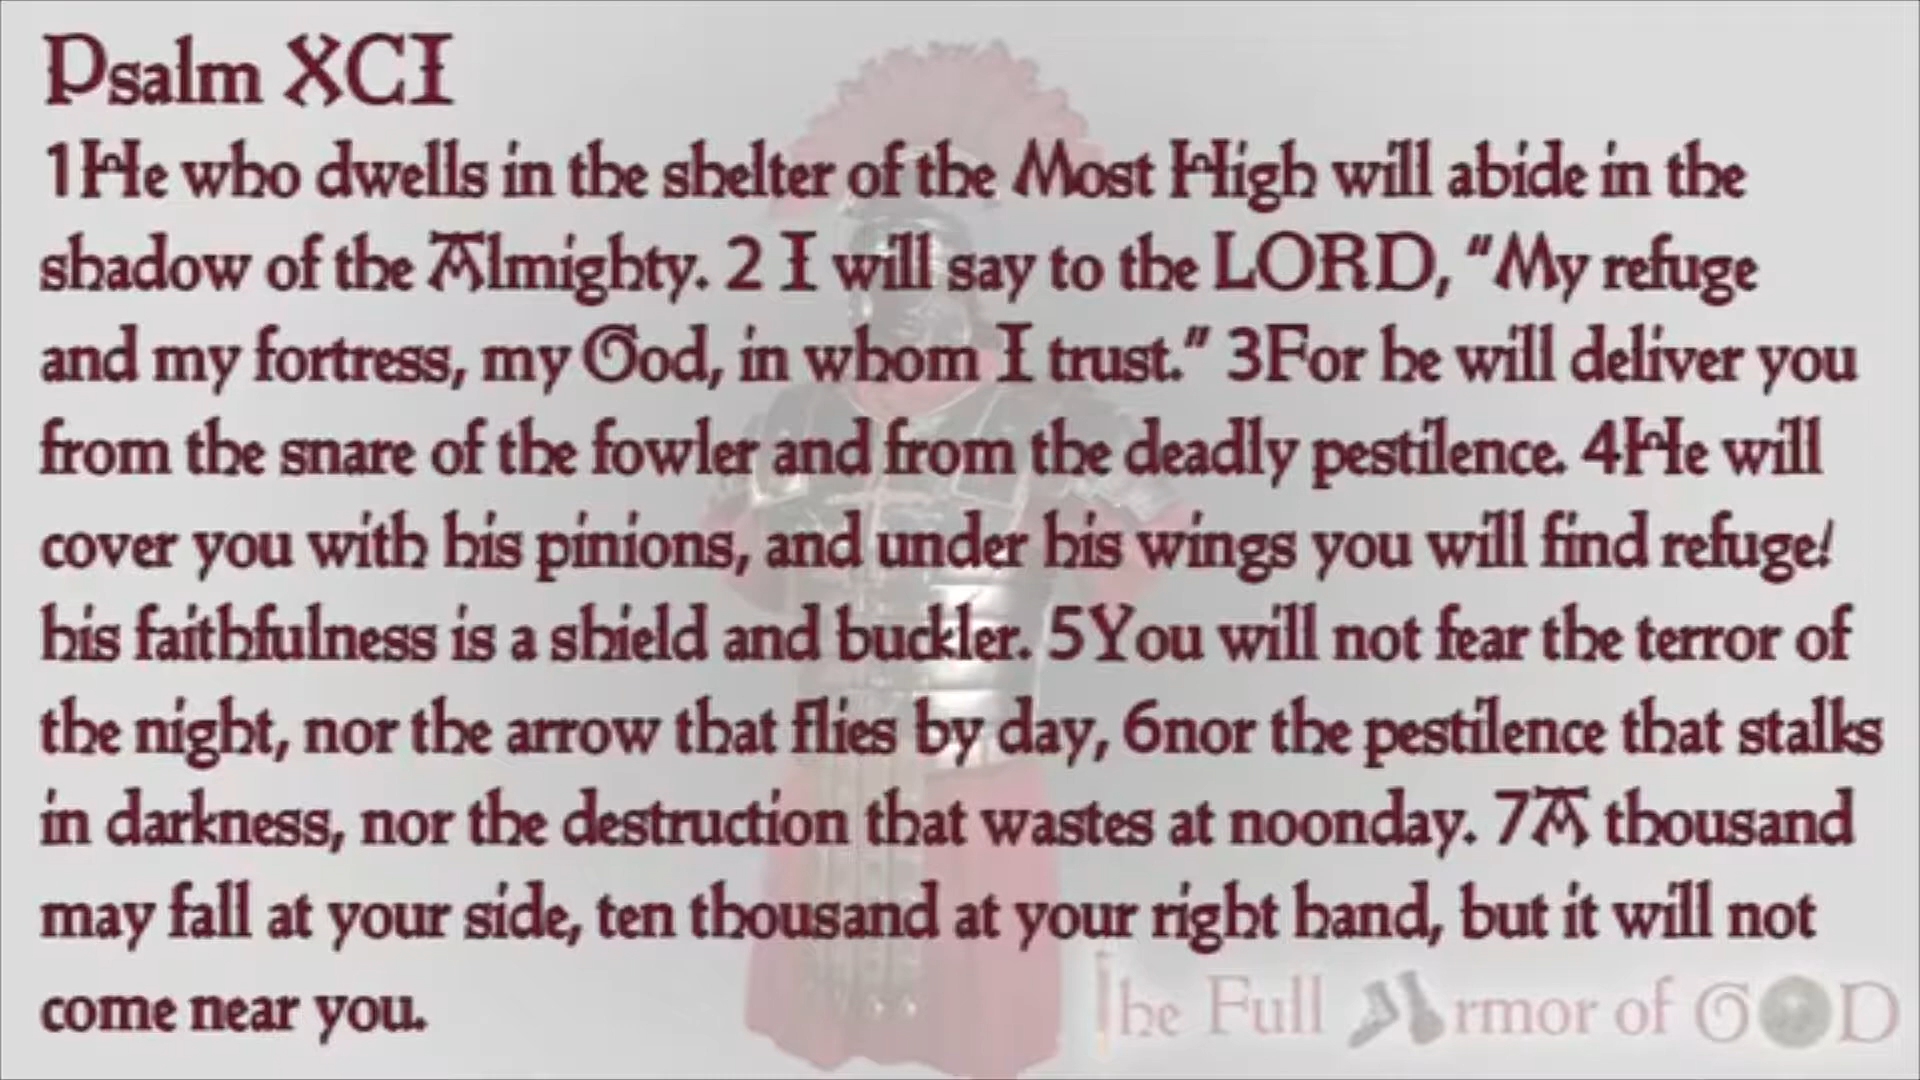 Psalm XCI
1He who dwells in the shelter of the Most High will abide in the
shadow of the Almighty. 2 I will say to the LORD, “My refuge
and my fortress, my God, in whom I trust.” 3For he will deliver you
from the snare of the fowler and from the deadly pestilence. 4He will
cover you with his pinions, and under his wings you will find refuge!
his faithfulness is a shield and buckler. 5You will not fear the terror of
the night, nor the arrow that flies by day, 6nor the pestilence that stalks
in darkness, nor the destruction that wastes at noonday. 7A thousand
may fall at your side, ten thousand at your right hand, but it will not
come near you.
The Full Armor of GOD